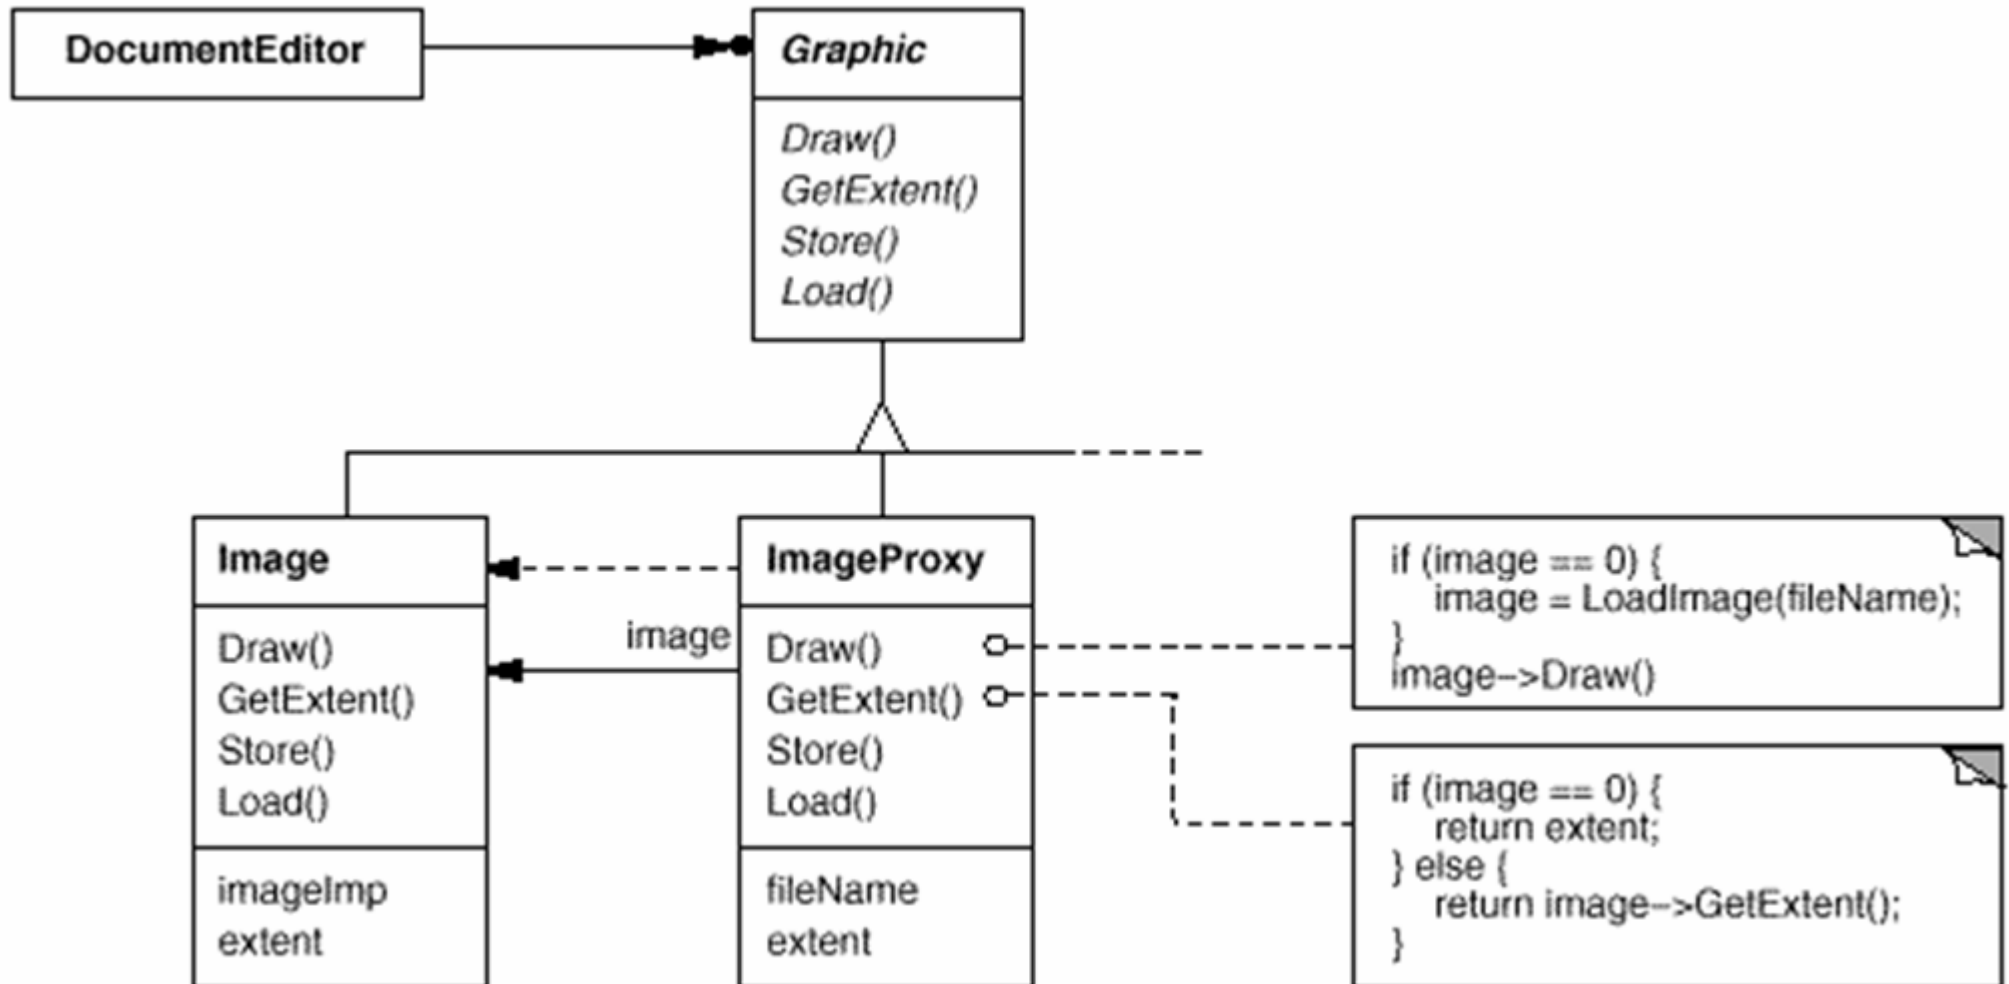 DocumentEditor
Graphic
Draw()
GetExtent()
Store()
Load()
Image
Draw()
GetExtent()
Store()
Load()
imageImp
extent
image
ImageProxy
Draw()
GetExtent()
Store()
Load()
fileName
extent
if (image == 0) {
image = LoadImage(fileName);
}
image->Draw()
if (image == 0) {
return extent;
} else {
return image->GetExtent();
}